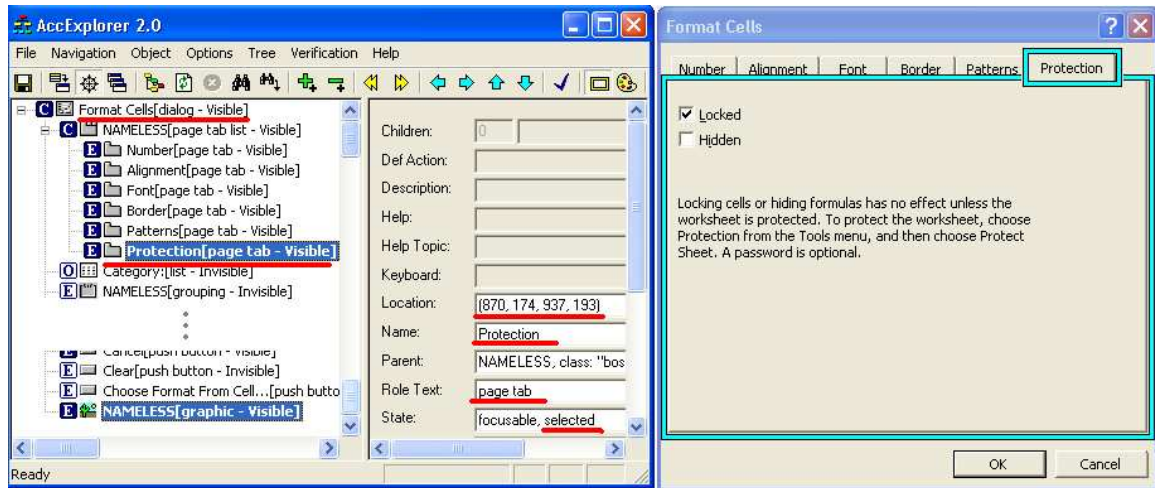 AccExplorer 2.0
File Navigation Object Options Tree Verification Help
Format Cells[dialog - Visible]
NAMELESS[page tab list - Visible]
Number[page tab - Visible]
Alignment[page tab - Visible]
Font[page tab - Visible]
Border[page tab - Visible]
Patterns[page tab - Visible]
Protection[page tab - Visible]
Category:[list - Invisible]
NAMELESS[grouping - Invisible]
Cancel[push button - Visible]
Clear[push button - Invisible]
Choose Format From Cell...[push butto
NAMELESS[graphic - Visible]
Children: 0
Def Action:
Description:
Help:
Help Topic:
Keyboard:
Location: (870, 174, 937, 193)
Name: Protection
Parent: NAMELESS, class: "bos
Role Text: page tab
State: focusable, selected
Ready
Format Cells
Number Alignment Font Border Patterns Protection
Locked
Hidden
Locking cells or hiding formulas has no effect unless the
worksheet is protected. To protect the worksheet, choose
Protection from the Tools menu, and then choose Protect
Sheet. A password is optional.
OK Cancel